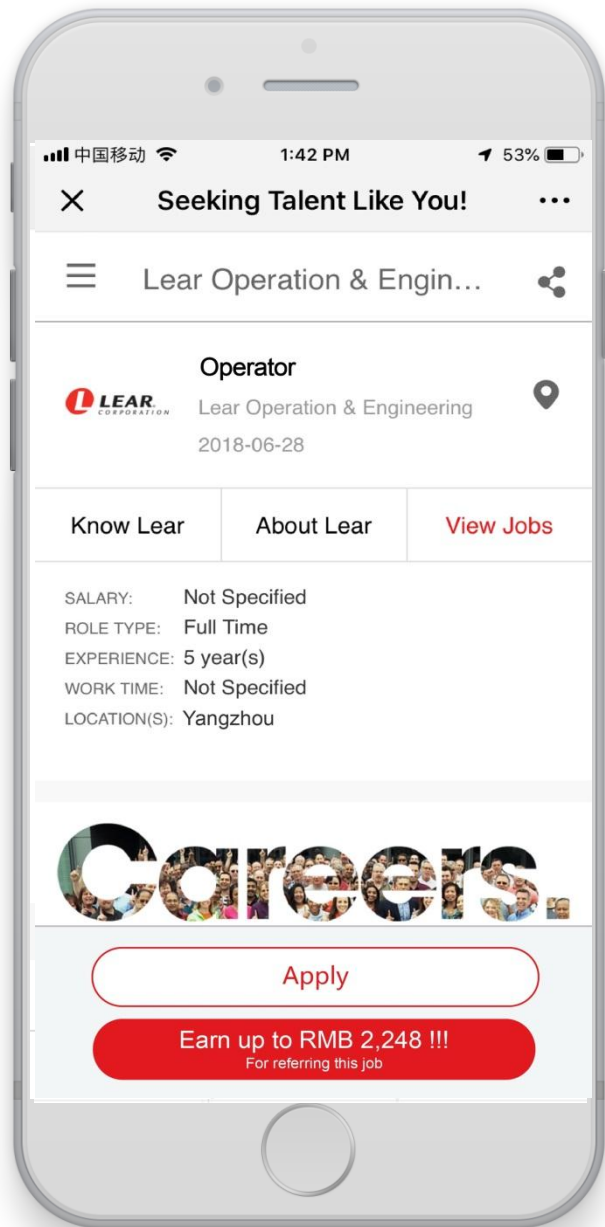 中国移动 1:42 PM 53%
Seeking Talent Like You!
Lear Operation & Engin...
Operator
LEAR
CORPORATION
Lear Operation & Engineering
2018-06-28
Know Lear About Lear View Jobs
SALARY: Not Specified
ROLE TYPE: Full Time
EXPERIENCE: 5 year(s)
WORK TIME: Not Specified
LOCATION(S): Yangzhou
Careers.
Apply
Earn up to RMB 2,248 !!!
For referring this job